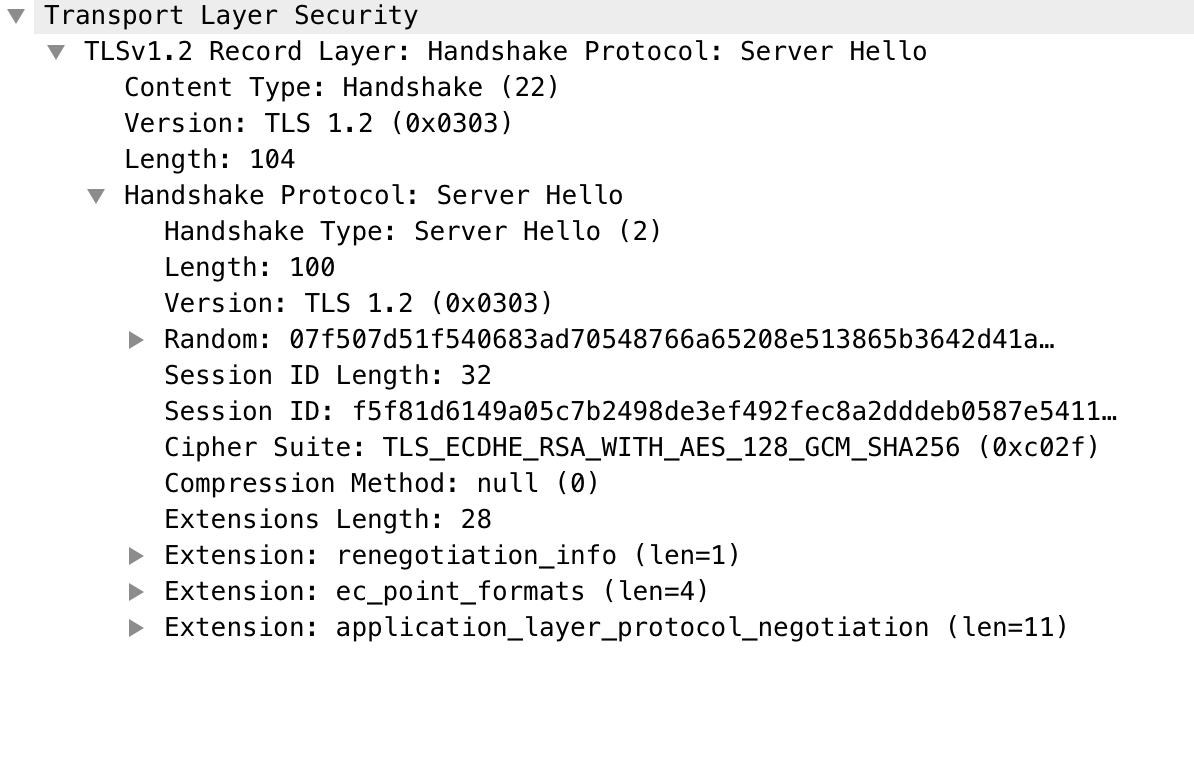 Transport Layer Security
TLSv1.2 Record Layer: Handshake Protocol: Server Hello
Content Type: Handshake (22)
Version: TLS 1.2 (0x0303)
Length: 104
Handshake Protocol: Server Hello
Handshake Type: Server Hello (2)
Length: 100
Version: TLS 1.2 (0x0303)
Random: 07f507d51f540683ad70548766a65208e513865b3642d41a…
Session ID Length: 32
Session ID: f5f81d6149a05c7b2498de3ef492fec8a2dddeb0587e5411…
Cipher Suite: TLS_ECDHE_RSA_WITH_AES_128_GCM_SHA256 (0xc02f)
Compression Method: null (0)
Extensions Length: 28
Extension: renegotiation_info (len=1)
Extension: ec_point_formats (len=4)
Extension: application_layer_protocol_negotiation (len=11)